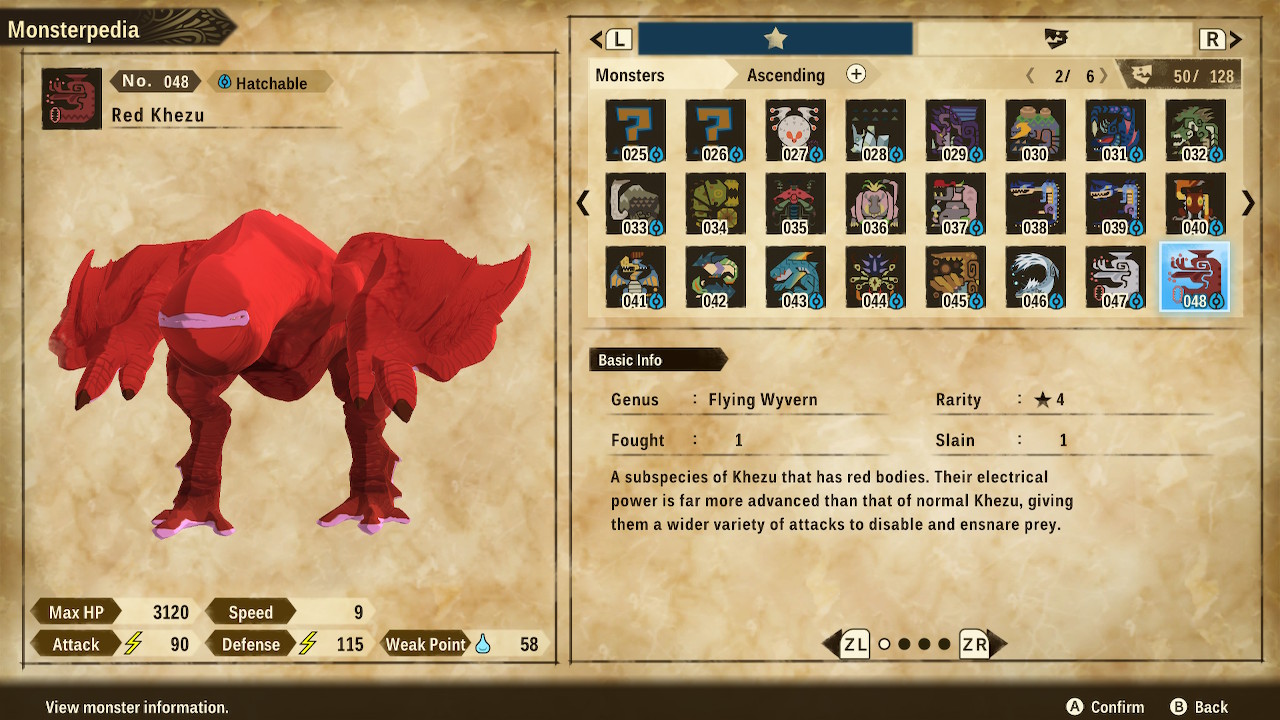 Monsterpedia
No. 048
Hatchable
Red Khezu
Max HP 3120
Speed 9
Attack 90
Defense 115
Weak Point 58
L
R
Monsters
Ascending
2/ 6
50/ 128
025 026 027 028 029 030 031 032
033 034 035 036 037 038 039 040
041 042 043 044 045 046 047 048
Basic Info
Genus : Flying Wyvern
Rarity : ★ 4
Fought : 1
Slain : 1
A subspecies of Khezu that has red bodies. Their electrical
power is far more advanced than that of normal Khezu, giving
them a wider variety of attacks to disable and ensnare prey.
ZL
ZR
View monster information.
A Confirm
B Back